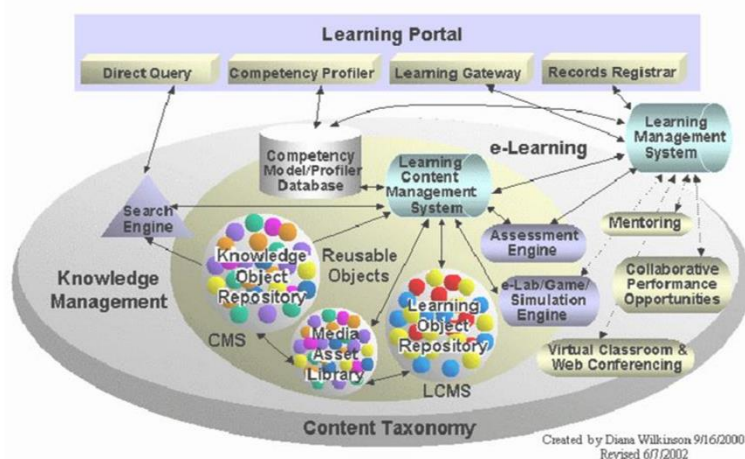 Learning Portal
Direct Query
Competency Profiler
Learning Gateway
Records Registrar
Learning
Management
System
e-Learning
Competency
Model/Profiler
Database
Learning
Content
Management
System
Search
Engine
Mentoring
Assessment
Engine
Knowledge
Object
Repository
Reusable
Objects
Knowledge
Management
Collaborative
Performance
Opportunities
e-Lab/Game/
Simulation
Engine
Learning
Object
Repository
Media
Asset
Library
CMS
LCMS
Virtual Classroom &
Web Conferencing
Content Taxonomy
Created by Diana Wilkinson 9/16/2000
Revised 6/7/2002